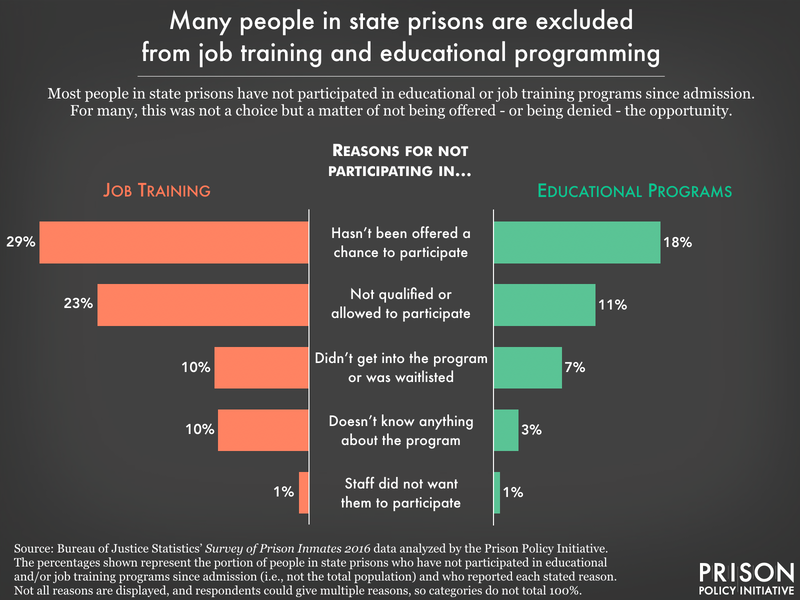 Many people in state prisons are excluded
from job training and educational programming
Most people in state prisons have not participated in educational or job training programs since admission.
For many, this was not a choice but a matter of not being offered - or being denied - the opportunity.
REASONS FOR NOT
PARTICIPATING IN...
JOB TRAINING
EDUCATIONAL PROGRAMS
29%
Hasn't been offered a
chance to participate
18%
23%
Not qualified or
allowed to participate
11%
10%
Didn't get into the program
or was waitlisted
7%
10%
Doesn't know anything
about the program
3%
1%
Staff did not want
them to participate
1%
Source: Bureau of Justice Statistics' Survey of Prison Inmates 2016 data analyzed by the Prison Policy Initiative.
The percentages shown represent the portion of people in state prisons who have not participated in educational
and/or job training programs since admission (i.e., not the total population) and who reported each stated reason.
Not all reasons are displayed, and respondents could give multiple reasons, so categories do not total 100%.
PRISON
POLICY INITIATIVE